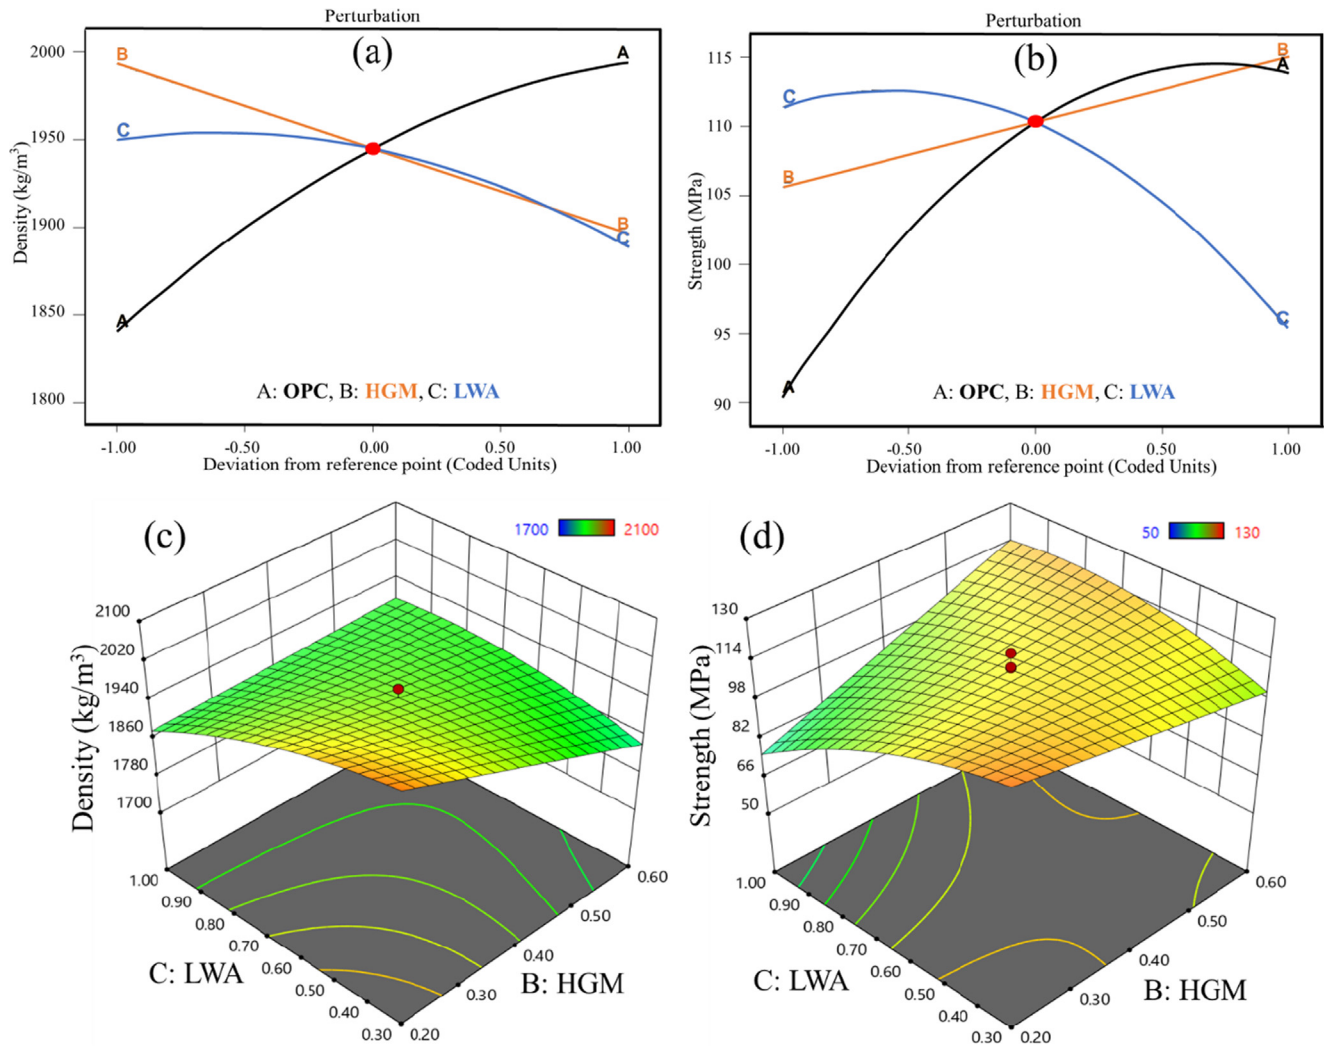 Perturbation
(a)
2000
1950
1900
1850
1800
Density (kg/m³)
B
C
A
A
B
C
A: OPC, B: HGM, C: LWA
-1.00
-0.50
0.00
0.50
1.00
Deviation from reference point (Coded Units)
Perturbation
(b)
115
110
105
100
95
90
Strength (MPa)
C
B
A
B
A
C
A: OPC, B: HGM, C: LWA
-1.00
-0.50
0.00
0.50
1.00
Deviation from reference point (Coded Units)
(c)
1700 2100
2100
2020
1940
1860
1780
1700
Density (kg/m³)
1.00
0.90
0.80
0.70
0.60
0.50
0.40
0.30
C: LWA
0.20
0.30
0.40
0.50
0.60
B: HGM
(d)
50 130
130
114
98
82
66
50
Strength (MPa)
1.00
0.90
0.80
0.70
0.60
0.50
0.40
0.30
C: LWA
0.20
0.30
0.40
0.50
0.60
B: HGM